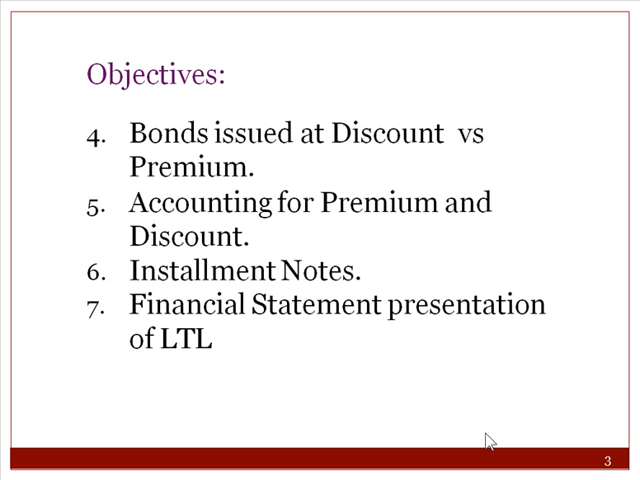 Objectives:
4. Bonds issued at Discount vs
Premium.
5. Accounting for Premium and
Discount.
6. Installment Notes.
7. Financial Statement presentation
of LTL
3